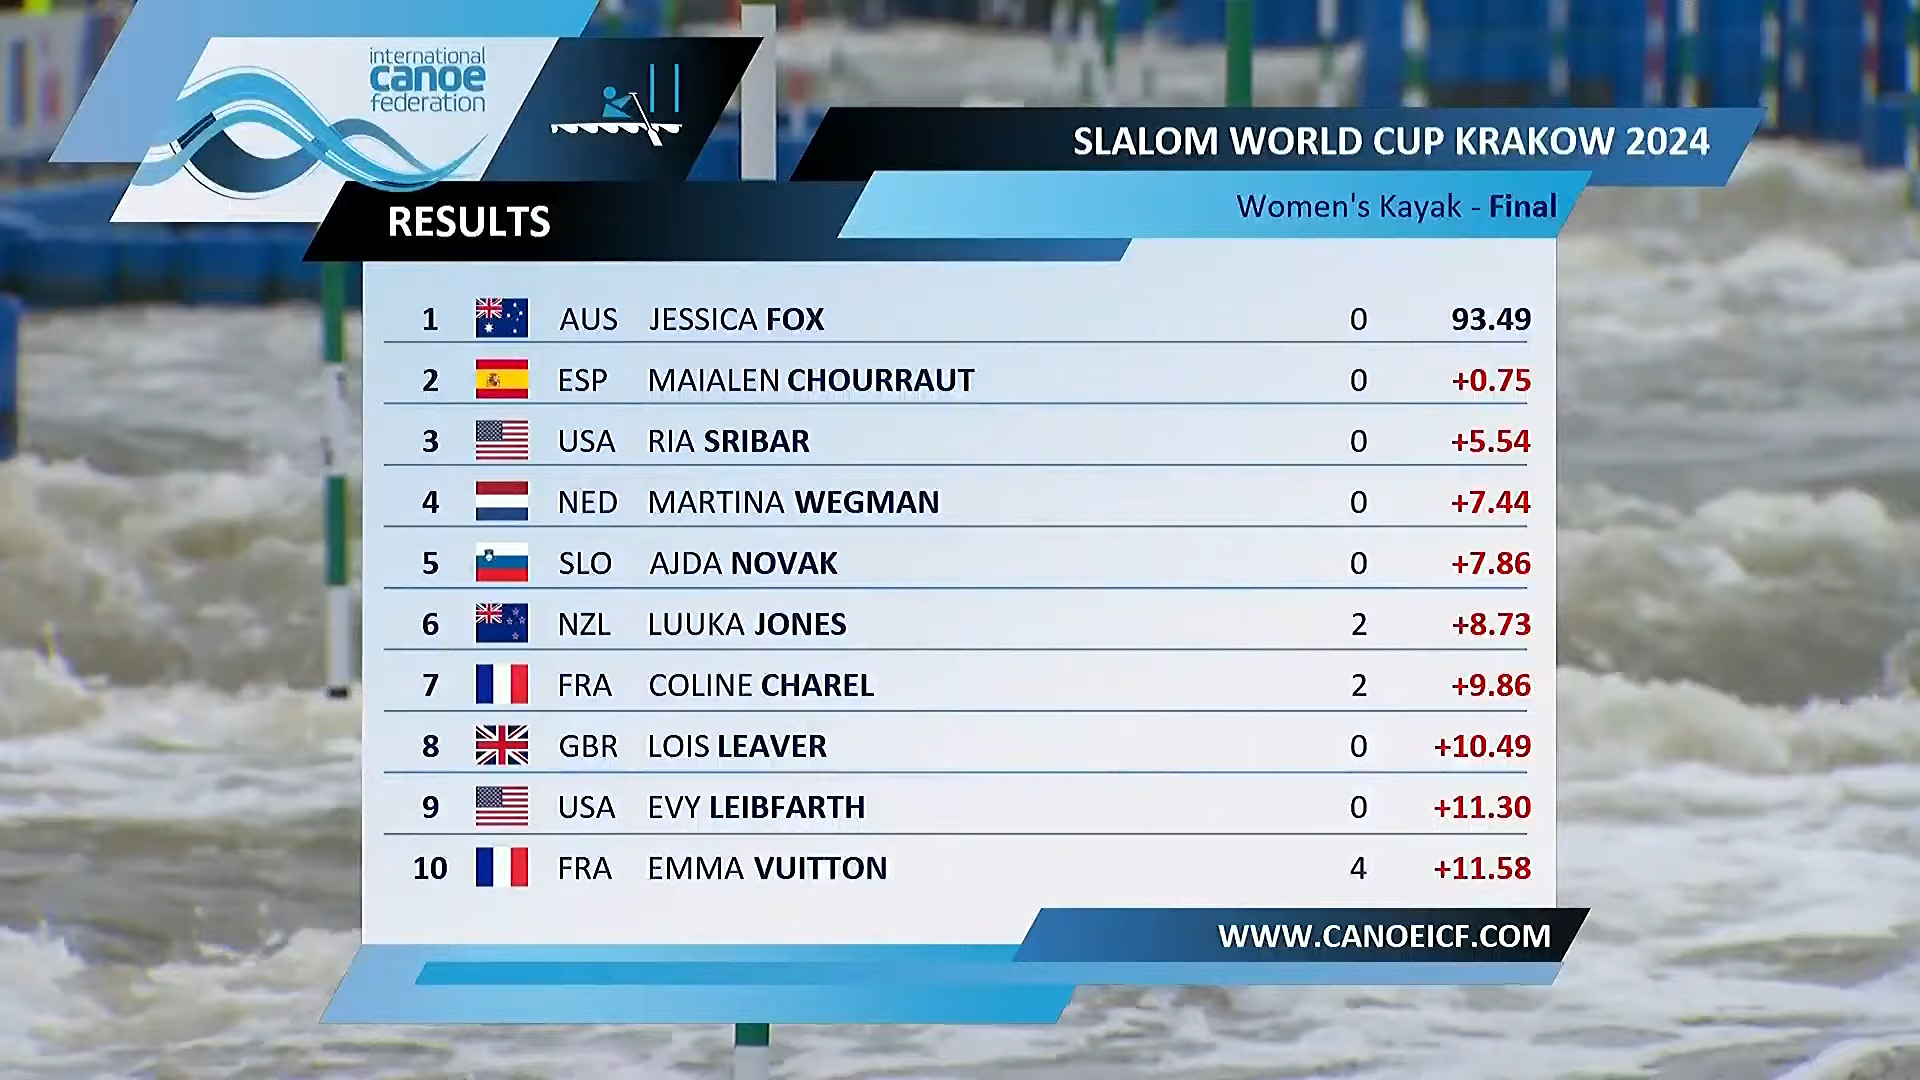 international
canoe
federation
SLALOM WORLD CUP KRAKOW 2024
Women's Kayak - Final
RESULTS
1 AUS JESSICA FOX 0 93.49
2 ESP MAIALEN CHOURRAUT 0 +0.75
3 USA RIA SRIBAR 0 +5.54
4 NED MARTINA WEGMAN 0 +7.44
5 SLO AJDA NOVAK 0 +7.86
6 NZL LUUKA JONES 2 +8.73
7 FRA COLINE CHAREL 2 +9.86
8 GBR LOIS LEAVER 0 +10.49
9 USA EVY LEIBFARTH 0 +11.30
10 FRA EMMA VUITTON 4 +11.58
WWW.CANOEICF.COM